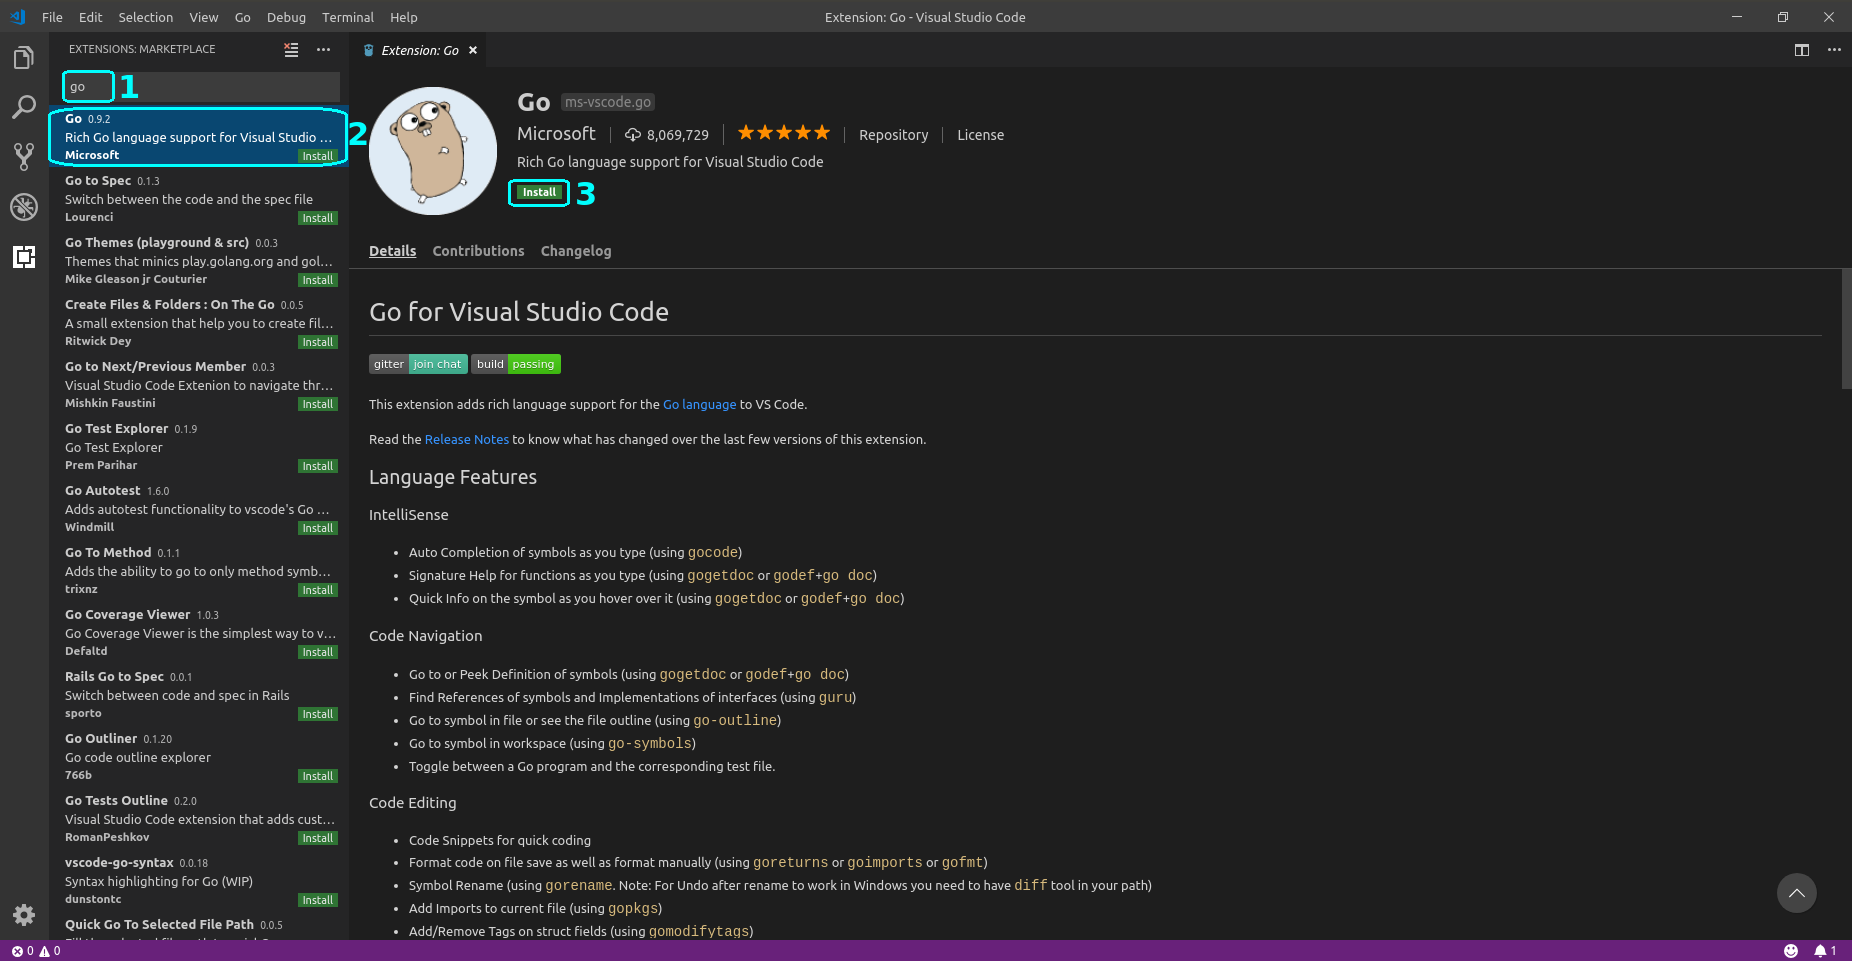 File Edit Selection View Go Debug Terminal Help
Extension: Go - Visual Studio Code
EXTENSIONS: MARKETPLACE
go
1
Go 0.9.2
Rich Go language support for Visual Studio ...
Microsoft Install
2
Go to Spec 0.1.3
Switch between the code and the spec file
Lourenci Install
Go Themes (playground & src) 0.0.3
Themes that minics play.golang.org and gol...
Mike Gleason jr Couturier Install
Create Files & Folders : On The Go 0.0.5
A small extension that help you to create fil...
Ritwick Dey Install
Go to Next/Previous Member 0.0.3
Visual Studio Code Extenion to navigate thr...
Mishkin Faustini Install
Go Test Explorer 0.1.9
Go Test Explorer
Prem Parihar Install
Go Autotest 1.6.0
Adds autotest functionality to vscode's Go ...
Windmill Install
Go To Method 0.1.1
Adds the ability to go to only method symb...
trixnz Install
Go Coverage Viewer 1.0.3
Go Coverage Viewer is the simplest way to v...
Defaltd Install
Rails Go to Spec 0.0.1
Switch between code and spec in Rails
sporto Install
Go Outliner 0.1.20
Go code outline explorer
766b Install
Go Tests Outline 0.2.0
Visual Studio Code extension that adds cust...
RomanPeshkov Install
vscode-go-syntax 0.0.18
Syntax highlighting for Go (WIP)
dunstontc Install
Quick Go To Selected File Path 0.0.5
Extension: Go
Go ms-vscode.go
Microsoft 8,069,729 Repository License
Rich Go language support for Visual Studio Code
Install 3
Details Contributions Changelog
Go for Visual Studio Code
gitter join chat build passing
This extension adds rich language support for the Go language to VS Code.
Read the Release Notes to know what has changed over the last few versions of this extension.
Language Features
IntelliSense
• Auto Completion of symbols as you type (using gocode)
• Signature Help for functions as you type (using gogetdoc or godef+go doc)
• Quick Info on the symbol as you hover over it (using gogetdoc or godef+go doc)
Code Navigation
• Go to or Peek Definition of symbols (using gogetdoc or godef+go doc)
• Find References of symbols and Implementations of interfaces (using guru)
• Go to symbol in file or see the file outline (using go-outline)
• Go to symbol in workspace (using go-symbols)
• Toggle between a Go program and the corresponding test file.
Code Editing
• Code Snippets for quick coding
• Format code on file save as well as format manually (using goreturns or goimports or gofmt)
• Symbol Rename (using gorename. Note: For Undo after rename to work in Windows you need to have diff tool in your path)
• Add Imports to current file (using gopkgs)
• Add/Remove Tags on struct fields (using gomodifytags)
0 0
1